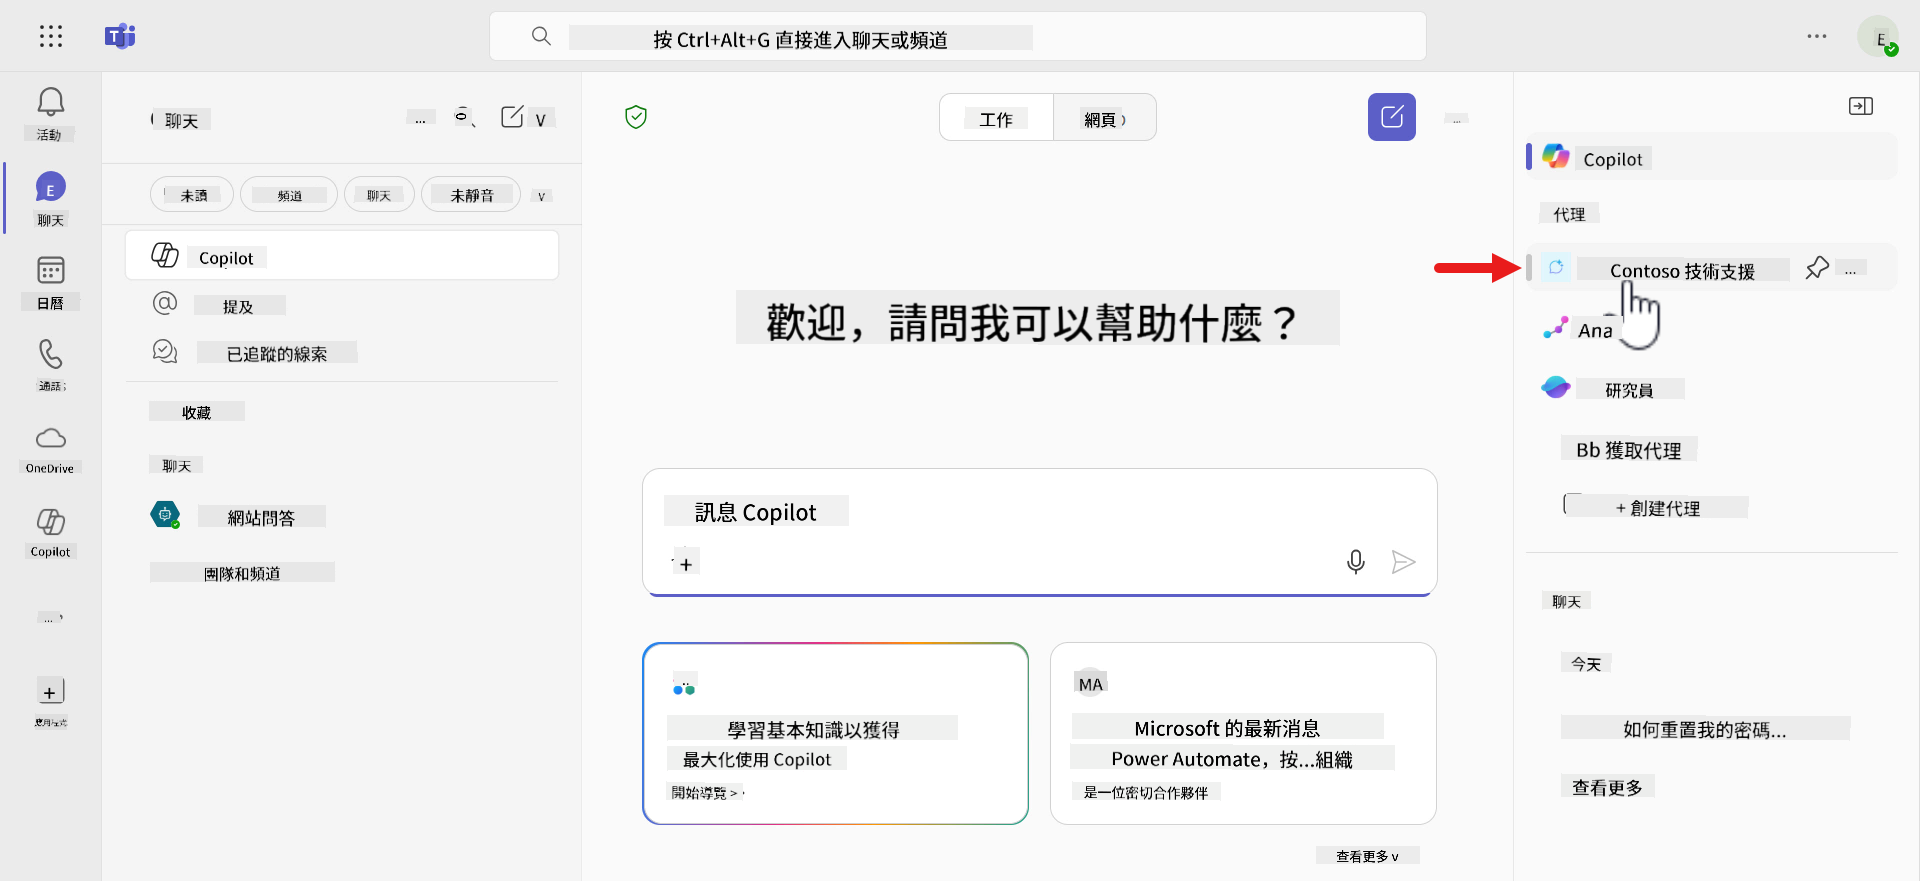 按 Ctrl+Alt+G 直接進入聊天或頻道
E
活動
聊天
...
V
工作
網頁
...
Copilot
未讀
頻道
聊天
未靜音
v
代理
E
聊天
Copilot
Contoso 技術支援
...
日曆
提及
歡迎，請問我可以幫助什麼？
Ana
已追蹤的線索
通話
研究員
收藏
Bb 獲取代理
OneDrive
聊天
訊息 Copilot
+ 創建代理
網站問答
+
Copilot
團隊和頻道
聊天
...
今天
+
應用程式
MA
學習基本知識以獲得
最大化使用 Copilot
開始導覽 >
Microsoft 的最新消息
Power Automate，按...組織
是一位密切合作夥伴
如何重置我的密碼...
查看更多
查看更多 v